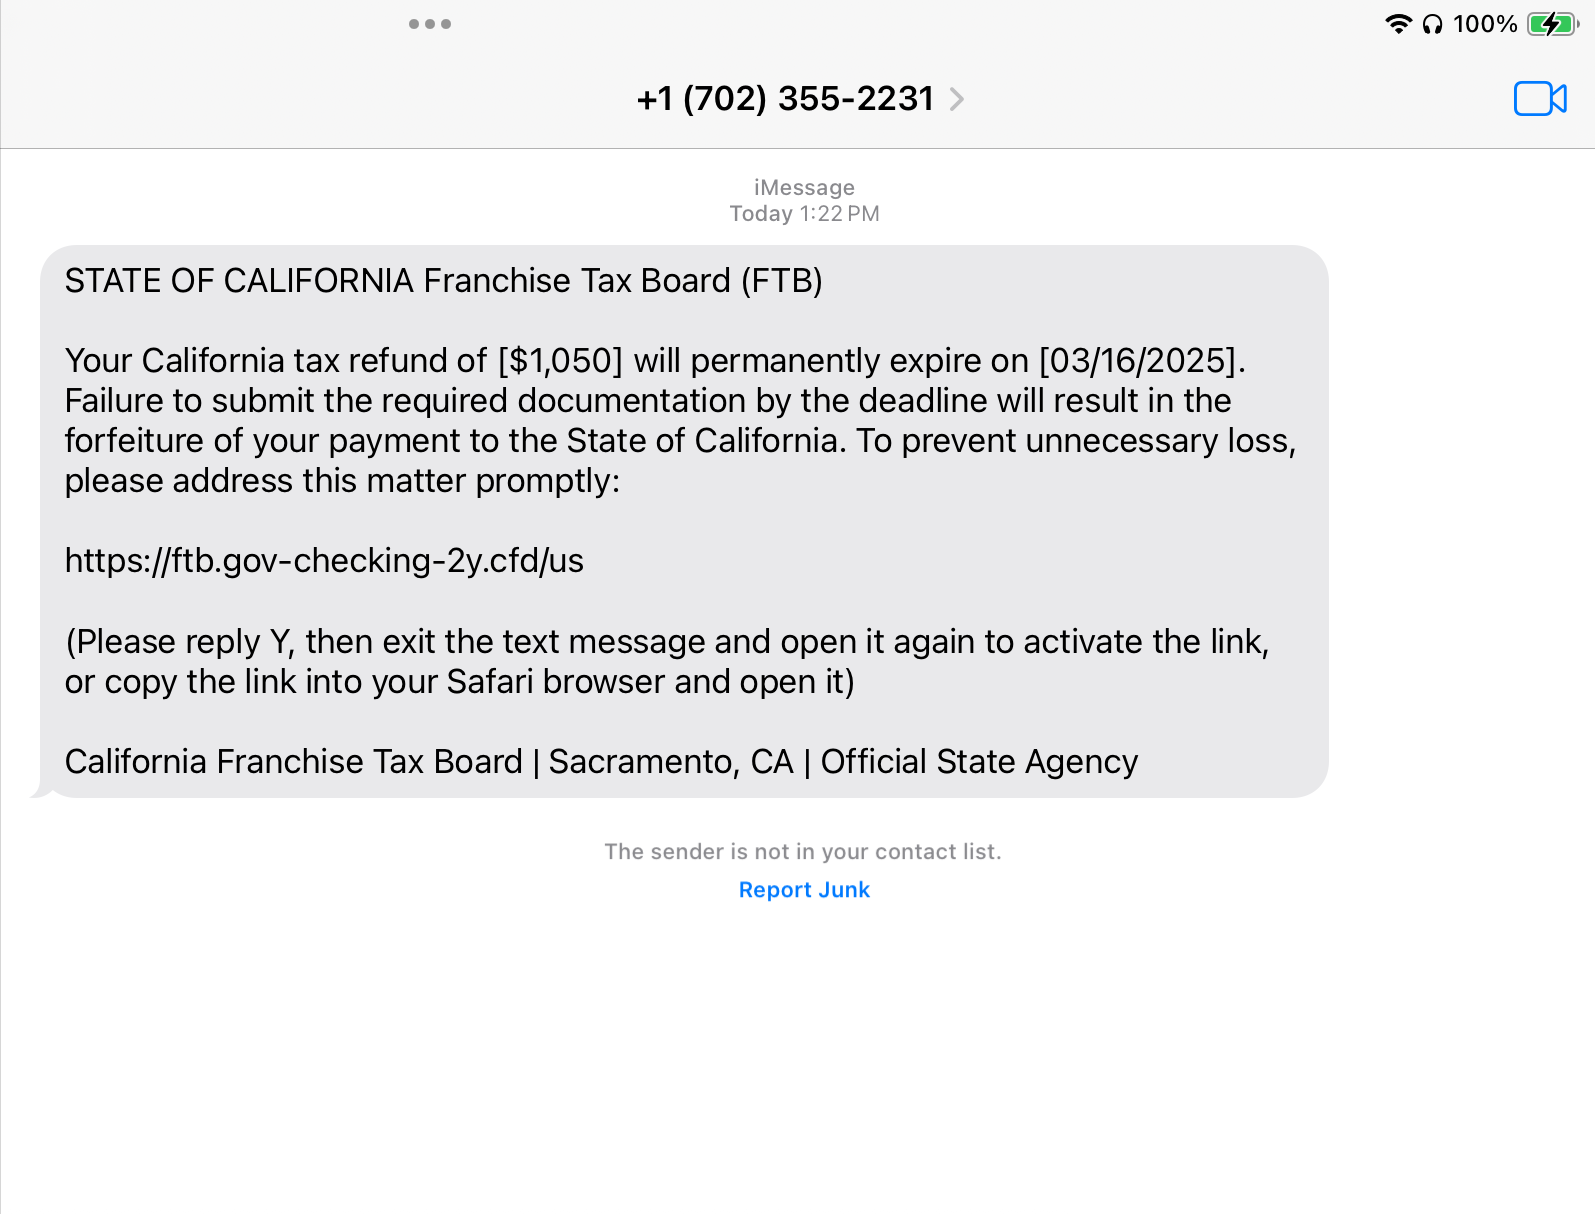 100%
+1 (702) 355-2231
iMessage
Today 1:22 PM
STATE OF CALIFORNIA Franchise Tax Board (FTB)
Your California tax refund of [$1,050] will permanently expire on [03/16/2025].
Failure to submit the required documentation by the deadline will result in the
forfeiture of your payment to the State of California. To prevent unnecessary loss,
please address this matter promptly:
https://ftb.gov-checking-2y.cfd/us
(Please reply Y, then exit the text message and open it again to activate the link,
or copy the link into your Safari browser and open it)
California Franchise Tax Board | Sacramento, CA | Official State Agency
The sender is not in your contact list.
Report Junk